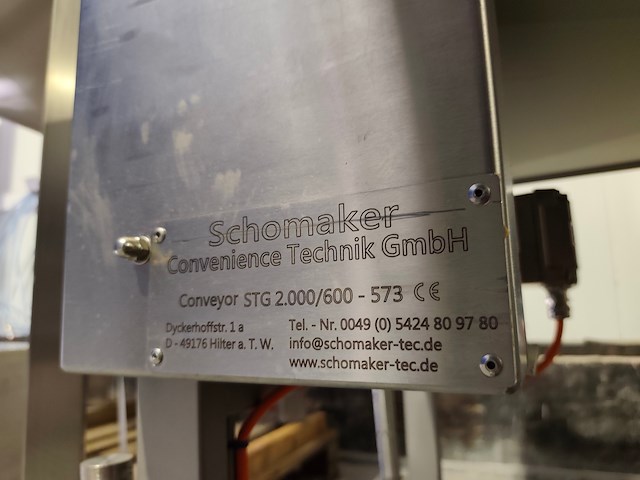 Schomaker
Convenience Technik GmbH
Conveyor STG 2.000/600 - 573 CE
Dyckerhoffstr. 1 a
D - 49176 Hilter a. T. W.
Tel. - Nr. 0049 (0) 5424 80 97 80
info@schomaker-tec.de
www.schomaker-tec.de